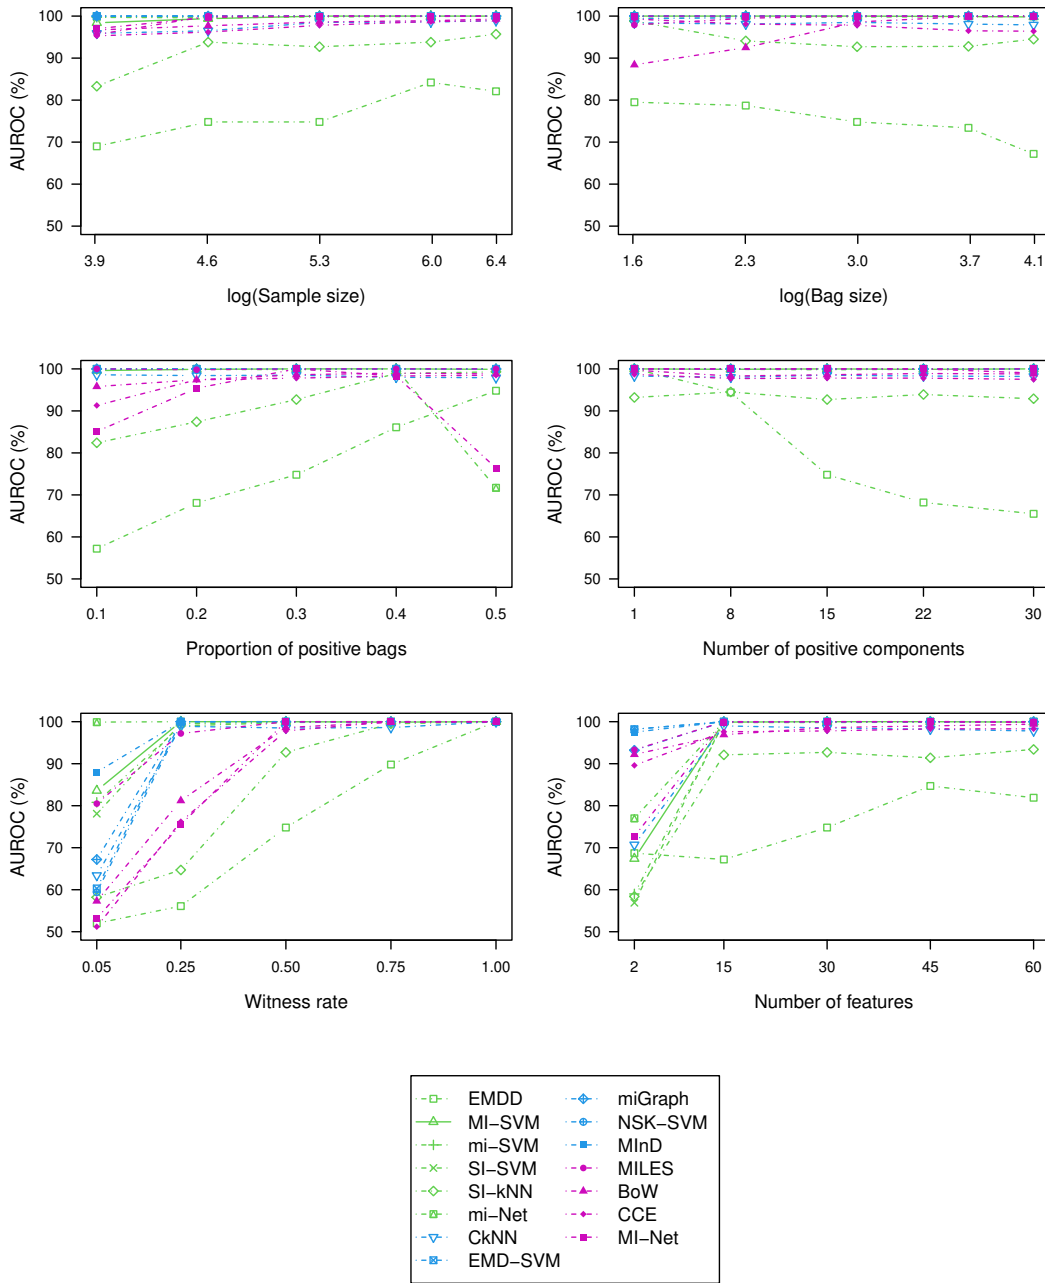 AUROC (%)
100
90
80
70
60
50
3.9 4.6 5.3 6.0 6.4
log(Sample size)
AUROC (%)
100
90
80
70
60
50
1.6 2.3 3.0 3.7 4.1
log(Bag size)
AUROC (%)
100
90
80
70
60
50
0.1 0.2 0.3 0.4 0.5
Proportion of positive bags
AUROC (%)
100
90
80
70
60
50
1 8 15 22 30
Number of positive components
AUROC (%)
100
90
80
70
60
50
0.05 0.25 0.50 0.75 1.00
Witness rate
AUROC (%)
100
90
80
70
60
50
2 15 30 45 60
Number of features
EMDD
MI−SVM
mi−SVM
SI−SVM
SI−kNN
mi−Net
CkNN
EMD−SVM
miGraph
NSK−SVM
MInD
MILES
BoW
CCE
MI−Net